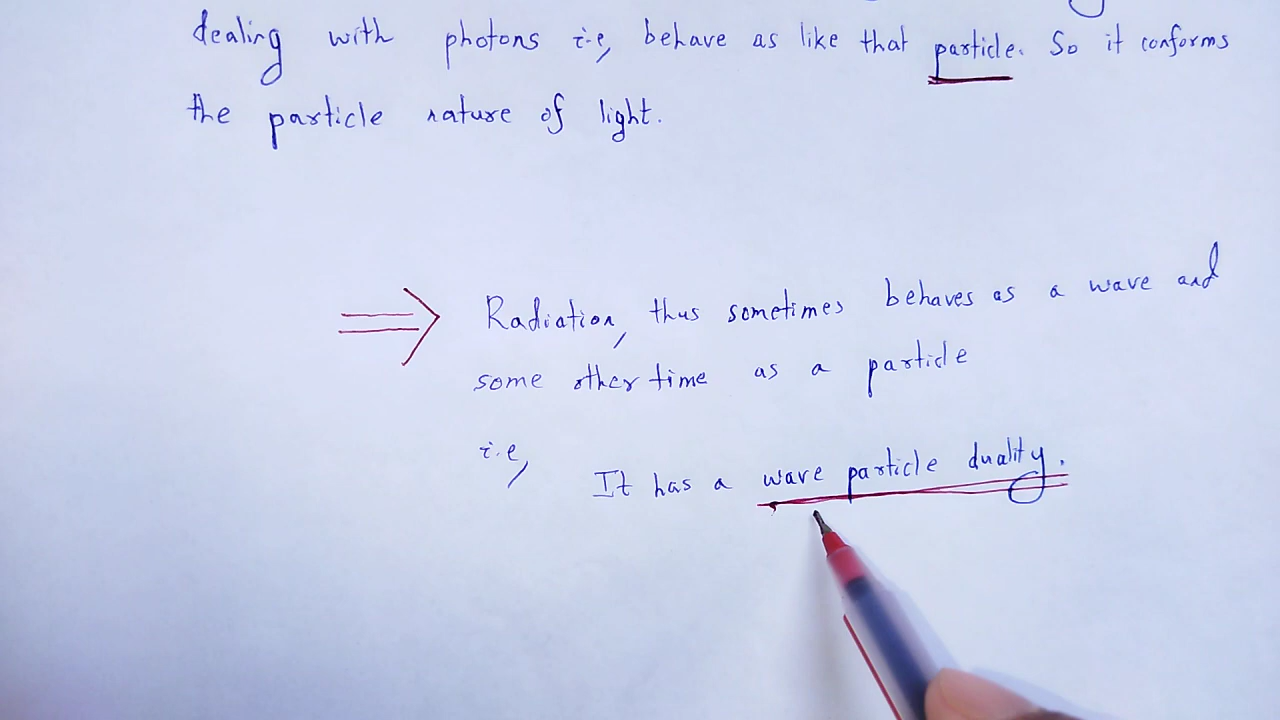 dealing with photons i.e, behave as like that particle. So it conforms
the particle nature of light.
Radiation, thus sometimes behaves as a wave and
some other time as a particle
i.e,
It has a wave particle duality.